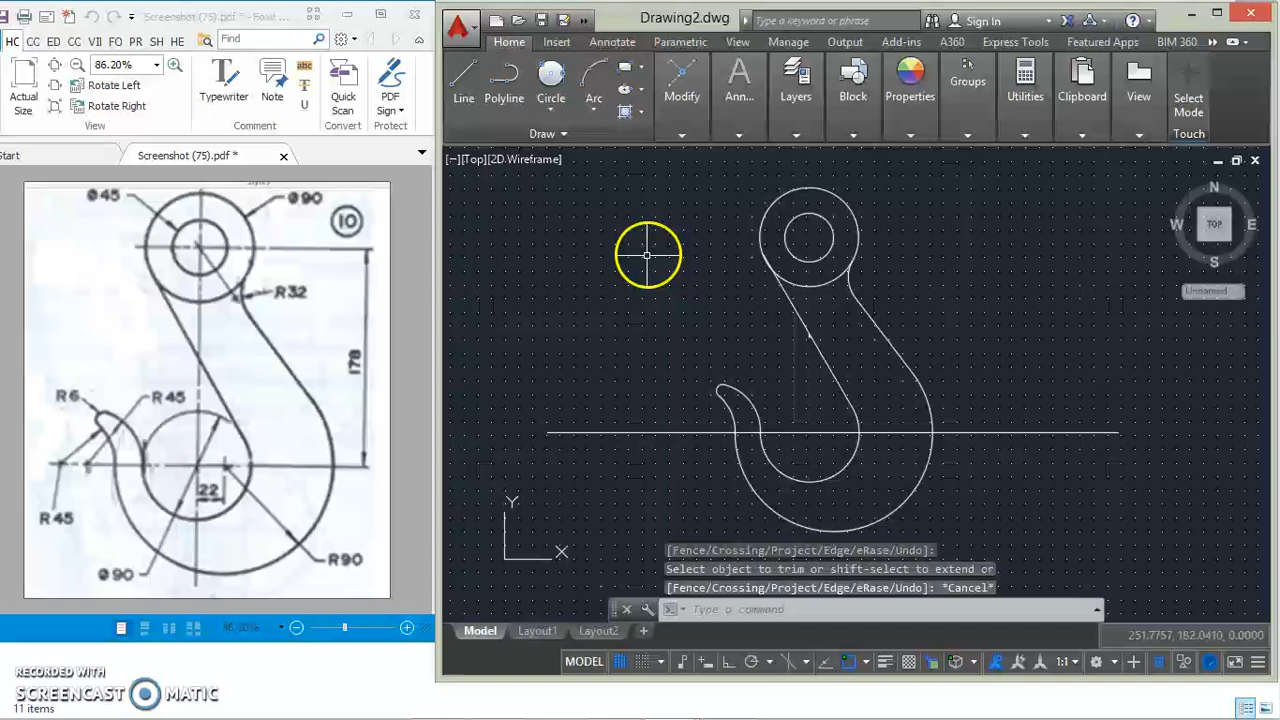 Screenshot (75).pdf * - Foxit ...
HC CC CC VII FO PR SH HE
Find
Actual Size
86.20%
Rotate Left
Rotate Right
View
Typewriter
Note
Comment
Quick Scan
Convert
PDF Sign
Protect
Start
Screenshot (75).pdf *
Ø45
Ø90
10
R32
178
R6
R45
22
R45
Ø90
R90
86.20%
RECORDED WITH
SCREENCAST MATIC
11 items
Drawing2.dwg
Type a keyword or phrase
Sign In
Home Insert Annotate Parametric View Manage Output Add-ins A360 Express Tools Featured Apps BIM 360
Line
Polyline
Circle
Arc
Draw
Modify
Ann...
Layers
Block
Properties
Groups
Utilities
Clipboard
View
Select Mode
Touch
[−][Top][2D Wireframe]
N
W TOP E
S
Unnamed
Y
X
[Fence/Crossing/Project/Edge/eRase/Undo]:
Select object to trim or shift-select to extend or
[Fence/Crossing/Project/Edge/eRase/Undo]: *Cancel*
Type a command
Model Layout1 Layout2 +
251.7757, 182.0410, 0.0000
MODEL
1:1